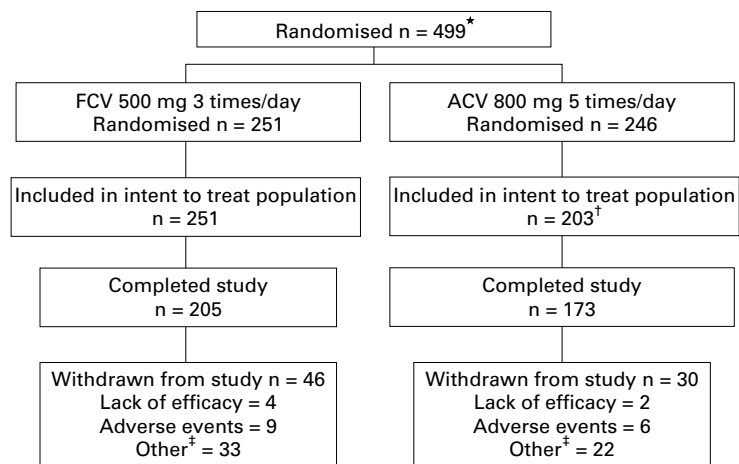 Randomised n = 499★
FCV 500 mg 3 times/day
Randomised n = 251
ACV 800 mg 5 times/day
Randomised n = 246
Included in intent to treat population
n = 251
Included in intent to treat population
n = 203†
Completed study
n = 205
Completed study
n = 173
Withdrawn from study n = 46
Lack of efficacy = 4
Adverse events = 9
Other‡ = 33
Withdrawn from study n = 30
Lack of efficacy = 2
Adverse events = 6
Other‡ = 22